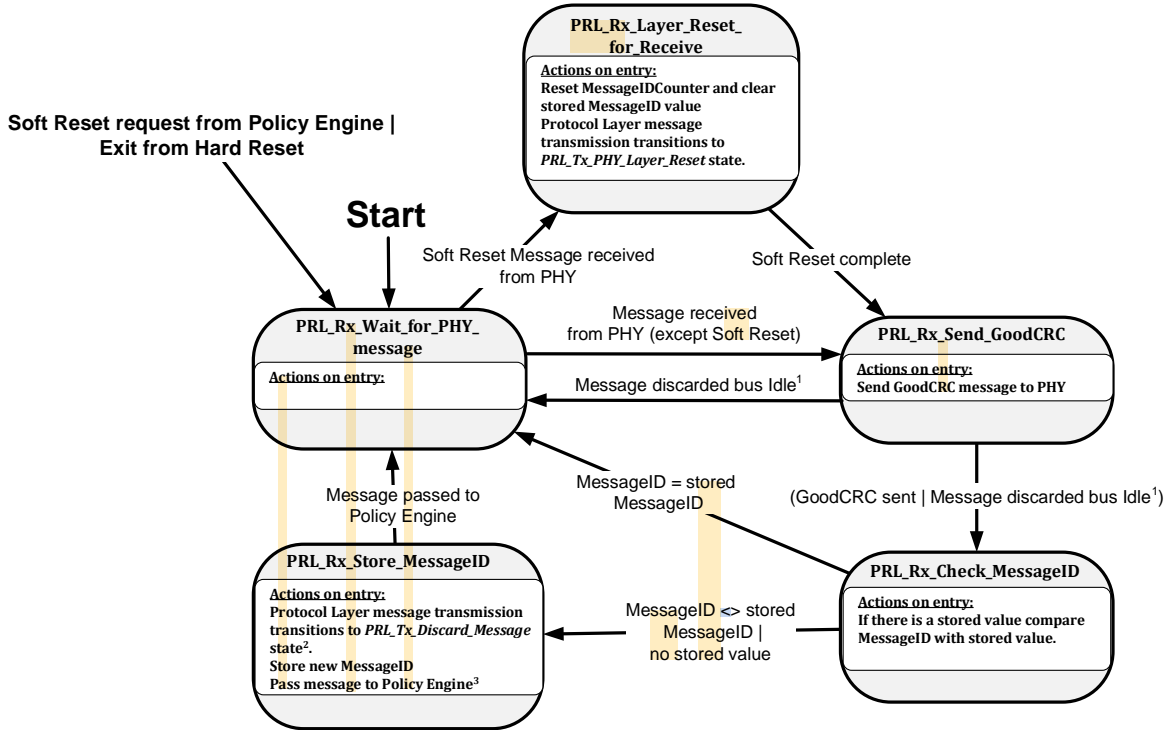 PRL_Rx_Layer_Reset_
for_Receive
Actions on entry:
Reset MessageIDCounter and clear
stored MessageID value
Protocol Layer message
transmission transitions to
PRL_Tx_PHY_Layer_Reset state.
Soft Reset request from Policy Engine |
Exit from Hard Reset
Start
Soft Reset Message received
from PHY
Soft Reset complete
PRL_Rx_Wait_for_PHY_
message
Actions on entry:
Message received
from PHY (except Soft Reset)
Message discarded bus Idle¹
PRL_Rx_Send_GoodCRC
Actions on entry:
Send GoodCRC message to PHY
Message passed to
Policy Engine
MessageID = stored
MessageID
(GoodCRC sent | Message discarded bus Idle¹)
PRL_Rx_Store_MessageID
Actions on entry:
Protocol Layer message transmission
transitions to PRL_Tx_Discard_Message
state².
Store new MessageID
Pass message to Policy Engine³
MessageID <> stored
MessageID |
no stored value
PRL_Rx_Check_MessageID
Actions on entry:
If there is a stored value compare
MessageID with stored value.